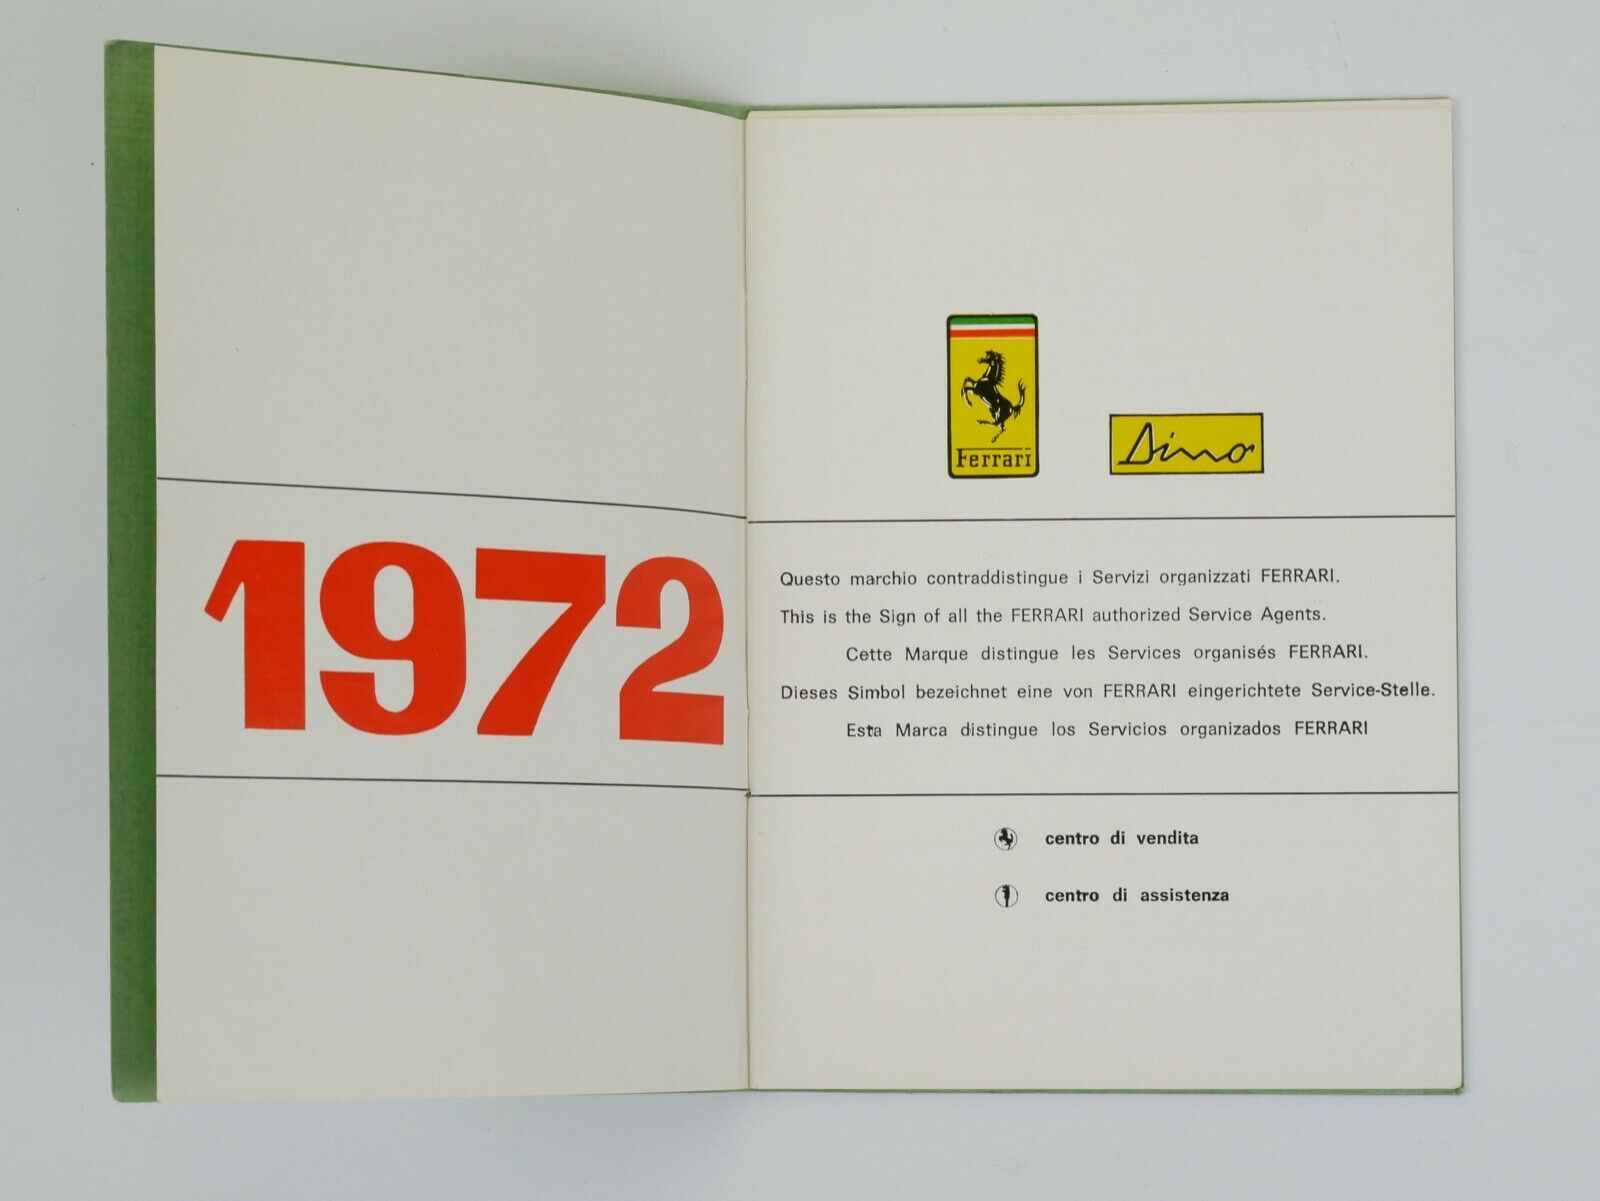 1972
Ferrari
Dino
Questo marchio contraddistingue i Servizi organizzati FERRARI.
This is the Sign of all the FERRARI authorized Service Agents.
Cette Marque distingue les Services organisés FERRARI.
Dieses Simbol bezeichnet eine von FERRARI eingerichtete Service-Stelle.
Esta Marca distingue los Servicios organizados FERRARI
centro di vendita
centro di assistenza